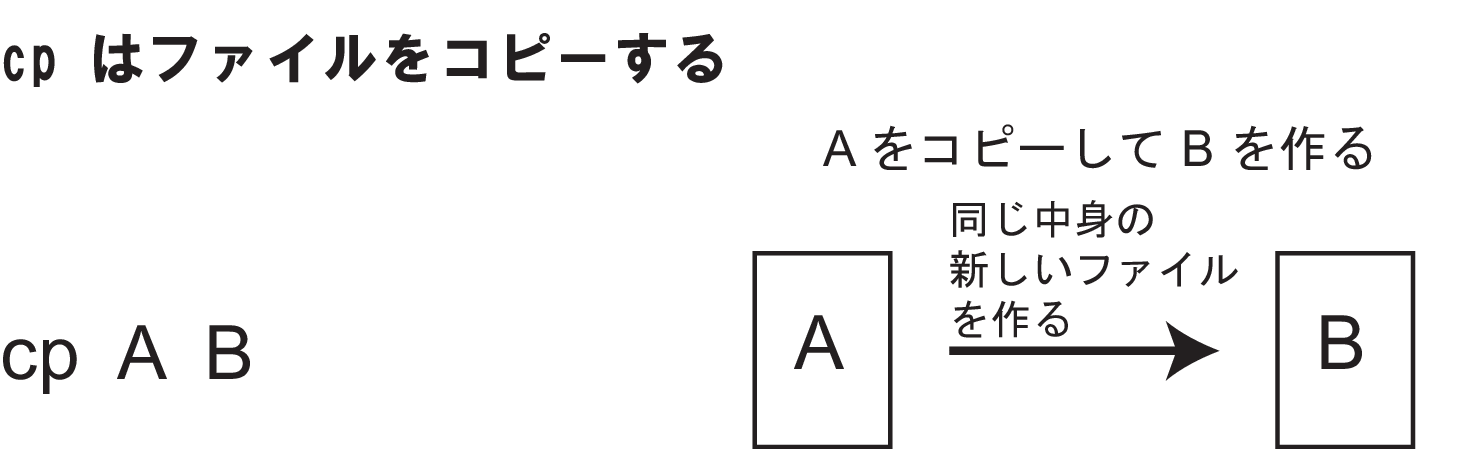 cp はファイルをコピーする
A をコピーして B を作る
同じ中身の
新しいファイル
を作る
cp A B
A
B